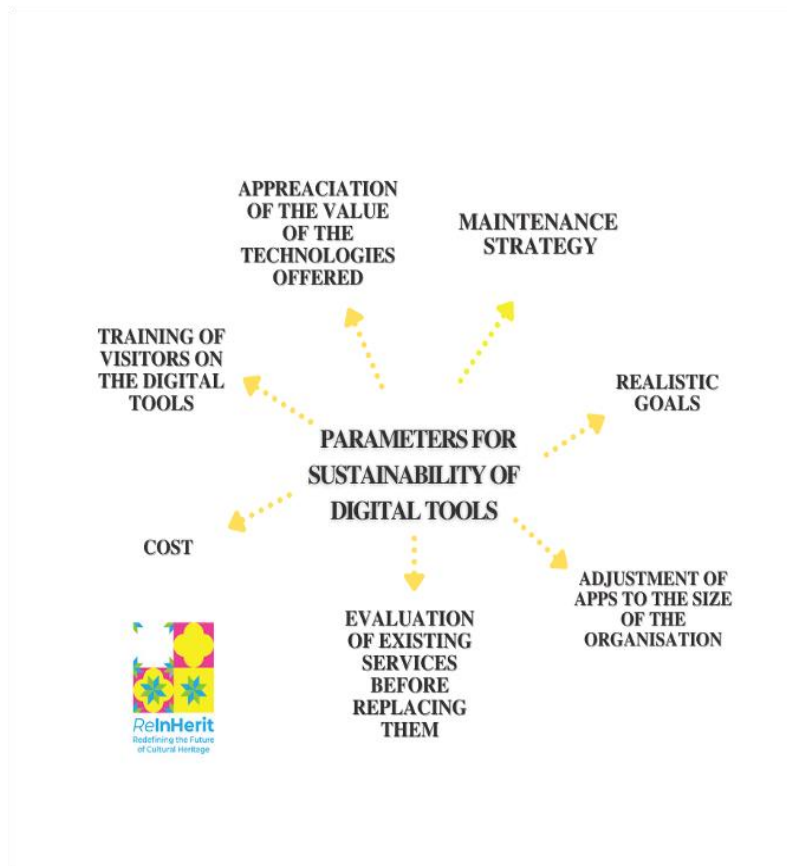 APPREACIATION
OF THE VALUE
OF THE
TECHNOLOGIES
OFFERED
MAINTENANCE
STRATEGY
TRAINING OF
VISITORS ON
THE DIGITAL
TOOLS
REALISTIC
GOALS
PARAMETERS FOR
SUSTAINABILITY OF
DIGITAL TOOLS
COST
ADJUSTMENT OF
APPS TO THE SIZE
OF THE
ORGANISATION
EVALUATION
OF EXISTING
SERVICES
BEFORE
REPLACING
THEM
ReInHerit
Redefining the Future
of Cultural Heritage